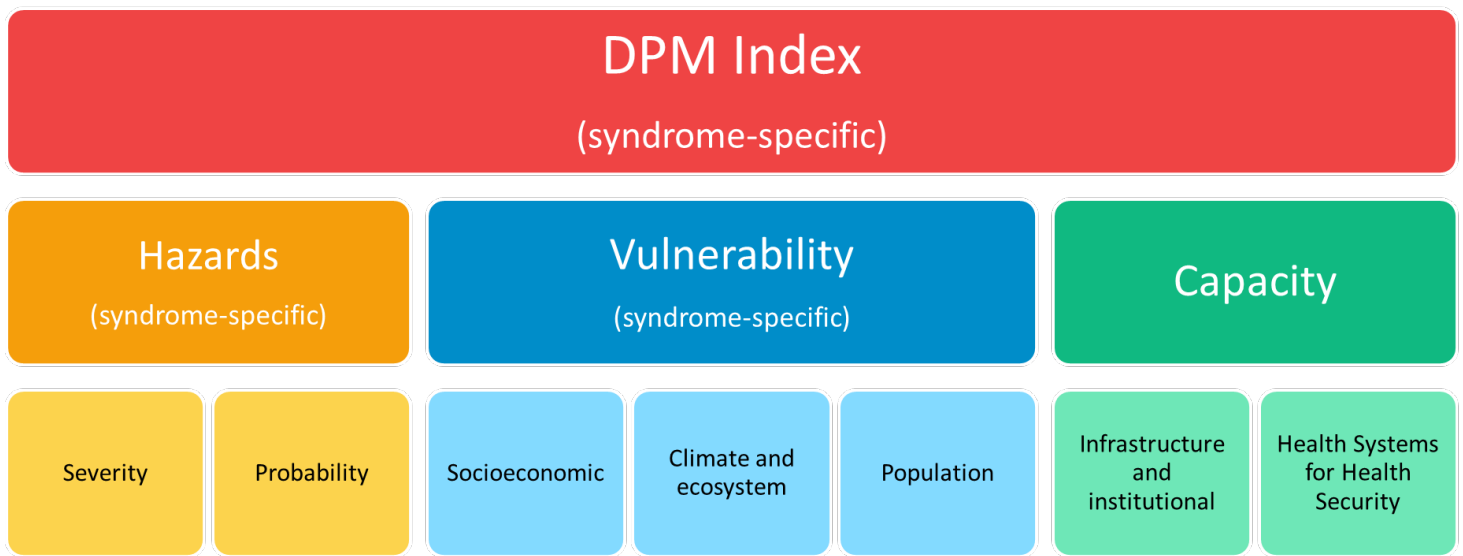 DPM Index
(syndrome-specific)
Hazards
(syndrome-specific)
Vulnerability
(syndrome-specific)
Capacity
Severity
Probability
Socioeconomic
Climate and
ecosystem
Population
Infrastructure
and
institutional
Health Systems
for Health
Security